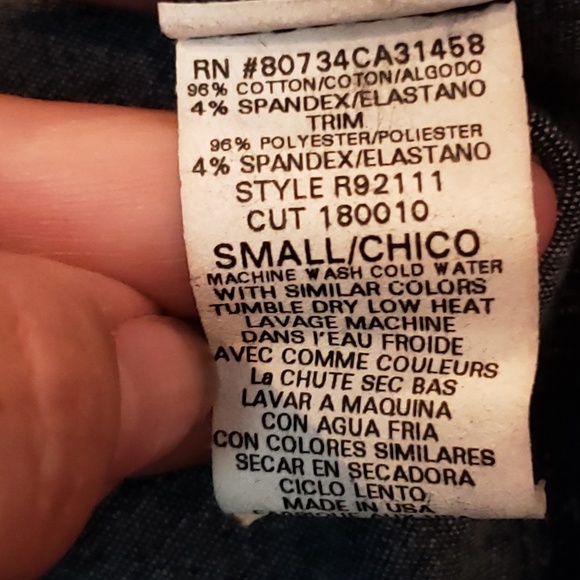 RN #80734CA31458
96% COTTON/COTON/ALGODO
4% SPANDEX/ELASTANO
TRIM
96% POLYESTER/POLIESTER
4% SPANDEX/ELASTANO
STYLE R92111
CUT 180010
SMALL/CHICO
MACHINE WASH COLD WATER
WITH SIMILAR COLORS
TUMBLE DRY LOW HEAT
LAVAGE MACHINE
DANS l'EAU FROIDE
AVEC COMME COULEURS
La CHUTE SEC BAS
LAVAR A MAQUINA
CON AGUA FRIA
CON COLORES SIMILARES
SECAR EN SECADORA
CICLO LENTO
MADE IN USA